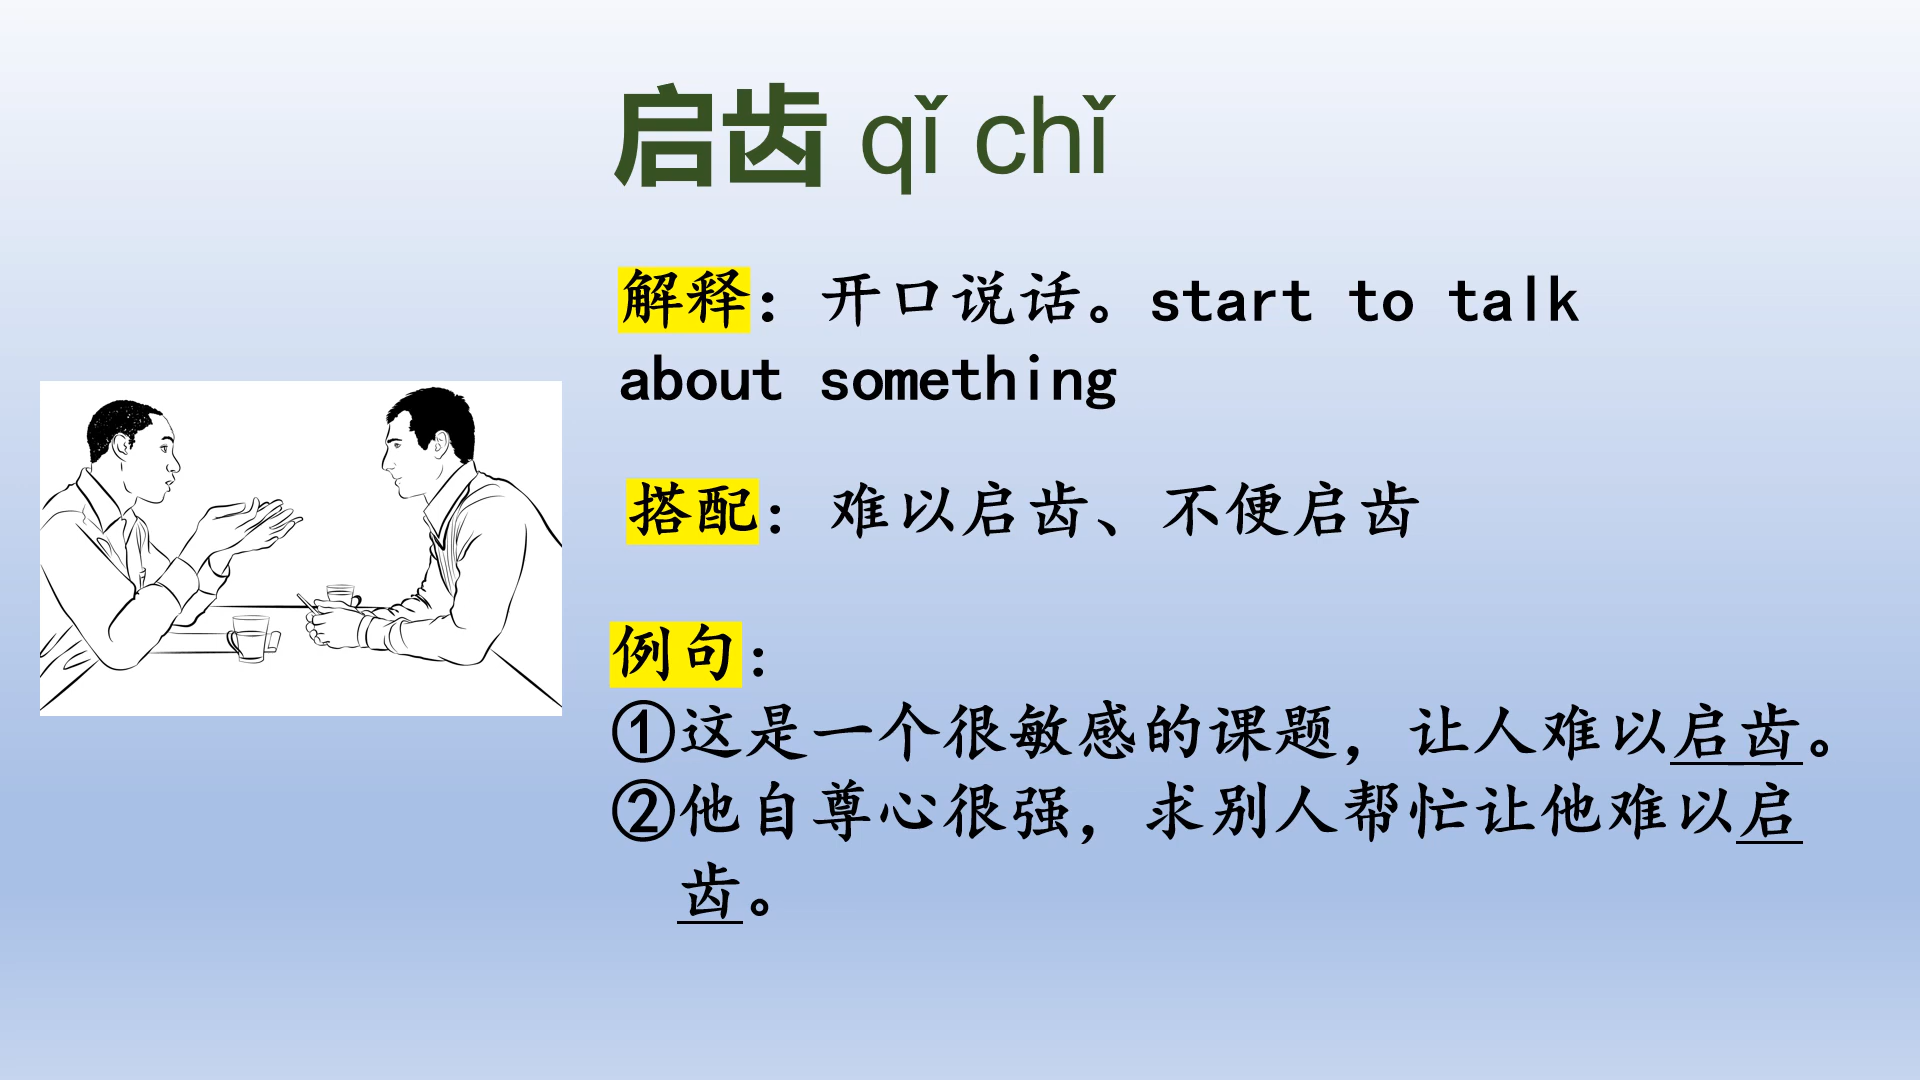 启齿 qǐ chǐ
解释：开口说话。start to talk
about something
搭配：难以启齿、不便启齿
例句：
①这是一个很敏感的课题，让人难以启齿。
②他自尊心很强，求别人帮忙让他难以启
齿。